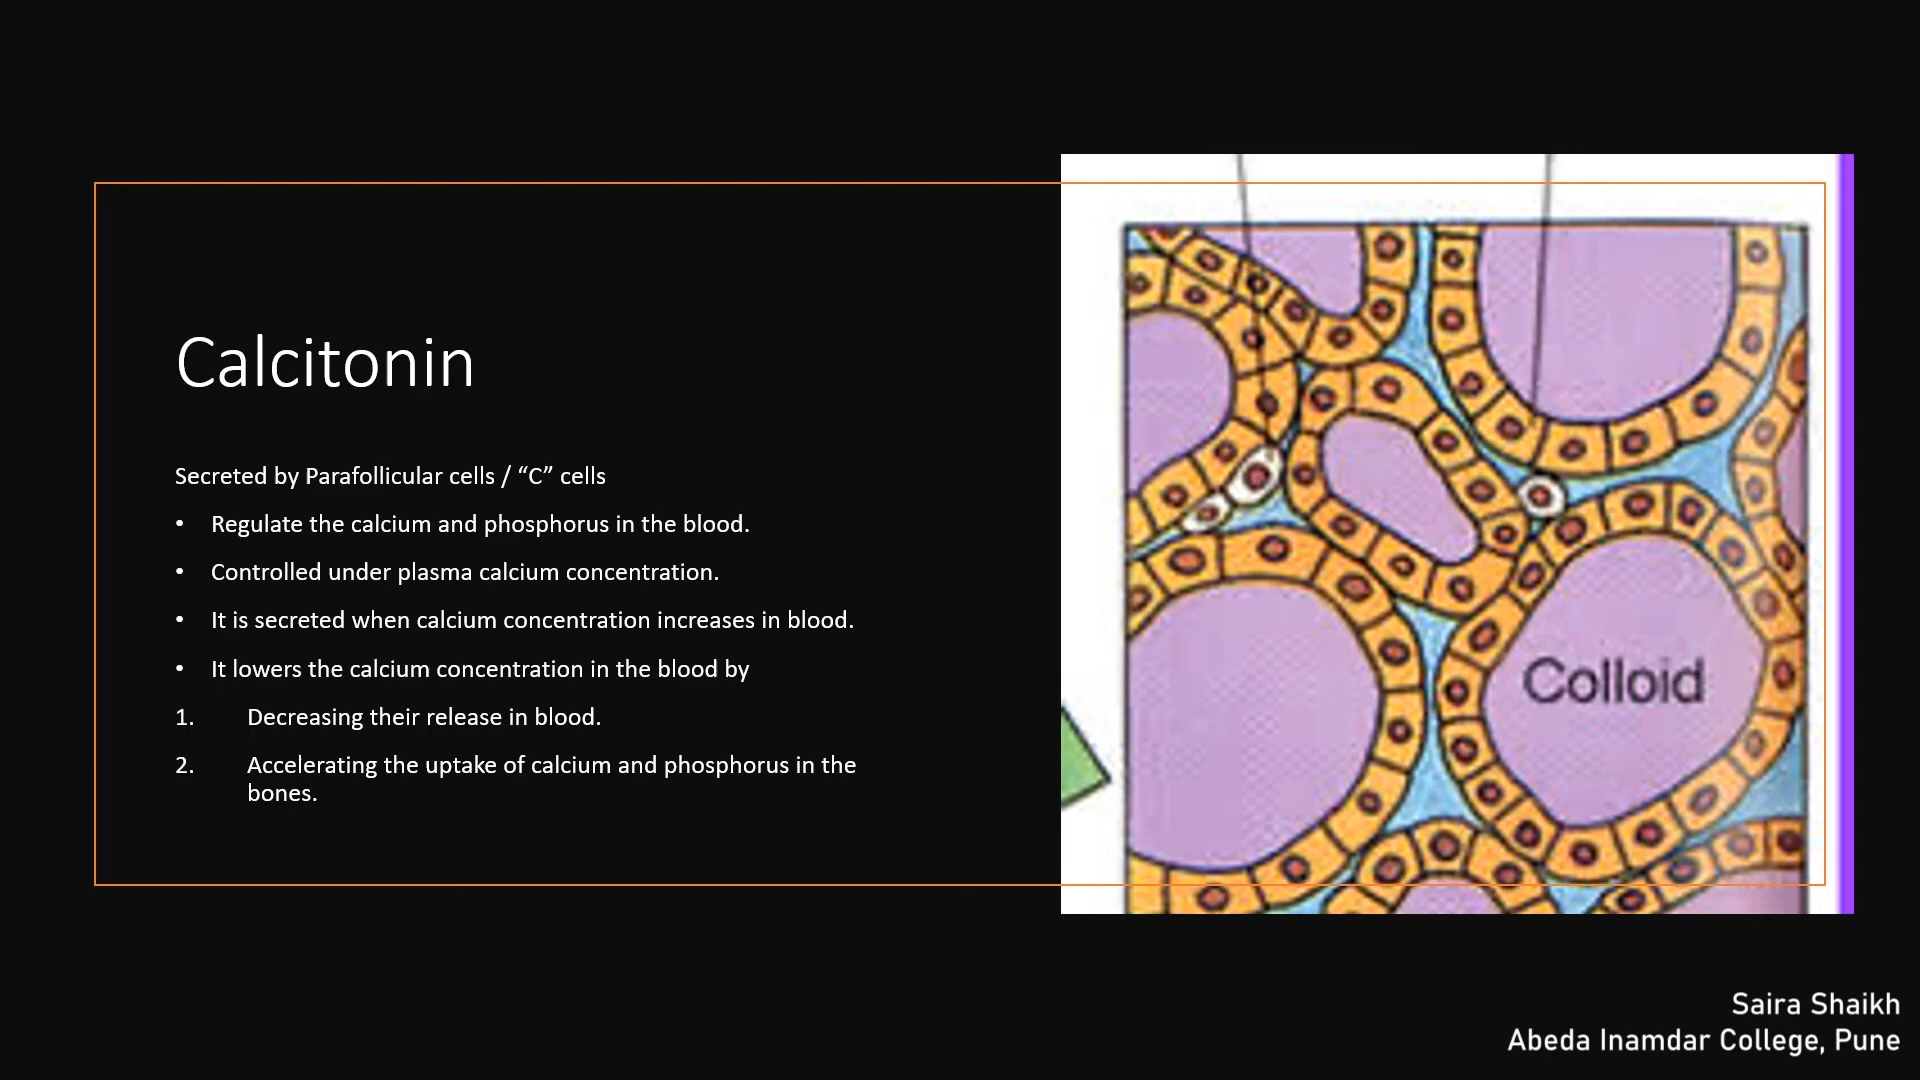 Calcitonin
Secreted by Parafollicular cells / “C” cells
• Regulate the calcium and phosphorus in the blood.
• Controlled under plasma calcium concentration.
• It is secreted when calcium concentration increases in blood.
• It lowers the calcium concentration in the blood by
1. Decreasing their release in blood.
2. Accelerating the uptake of calcium and phosphorus in the
bones.
Colloid
Saira Shaikh
Abeda Inamdar College, Pune